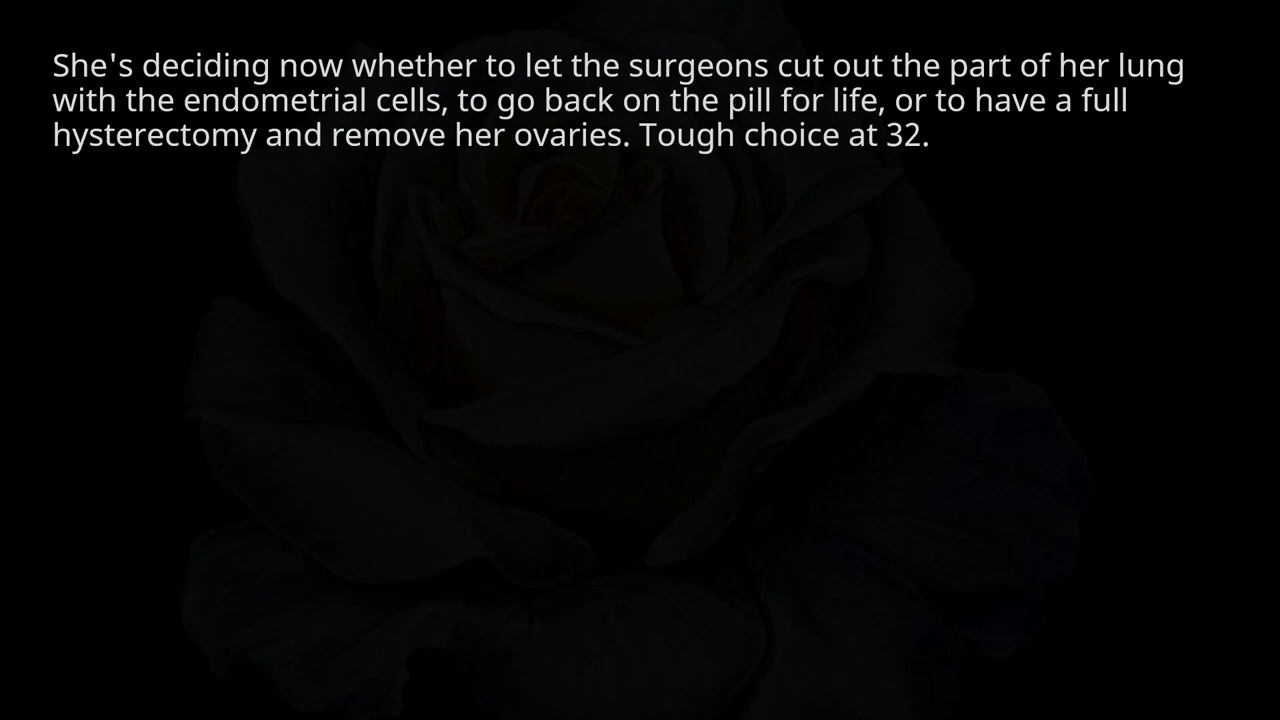 She's deciding now whether to let the surgeons cut out the part of her lung
with the endometrial cells, to go back on the pill for life, or to have a full
hysterectomy and remove her ovaries. Tough choice at 32.